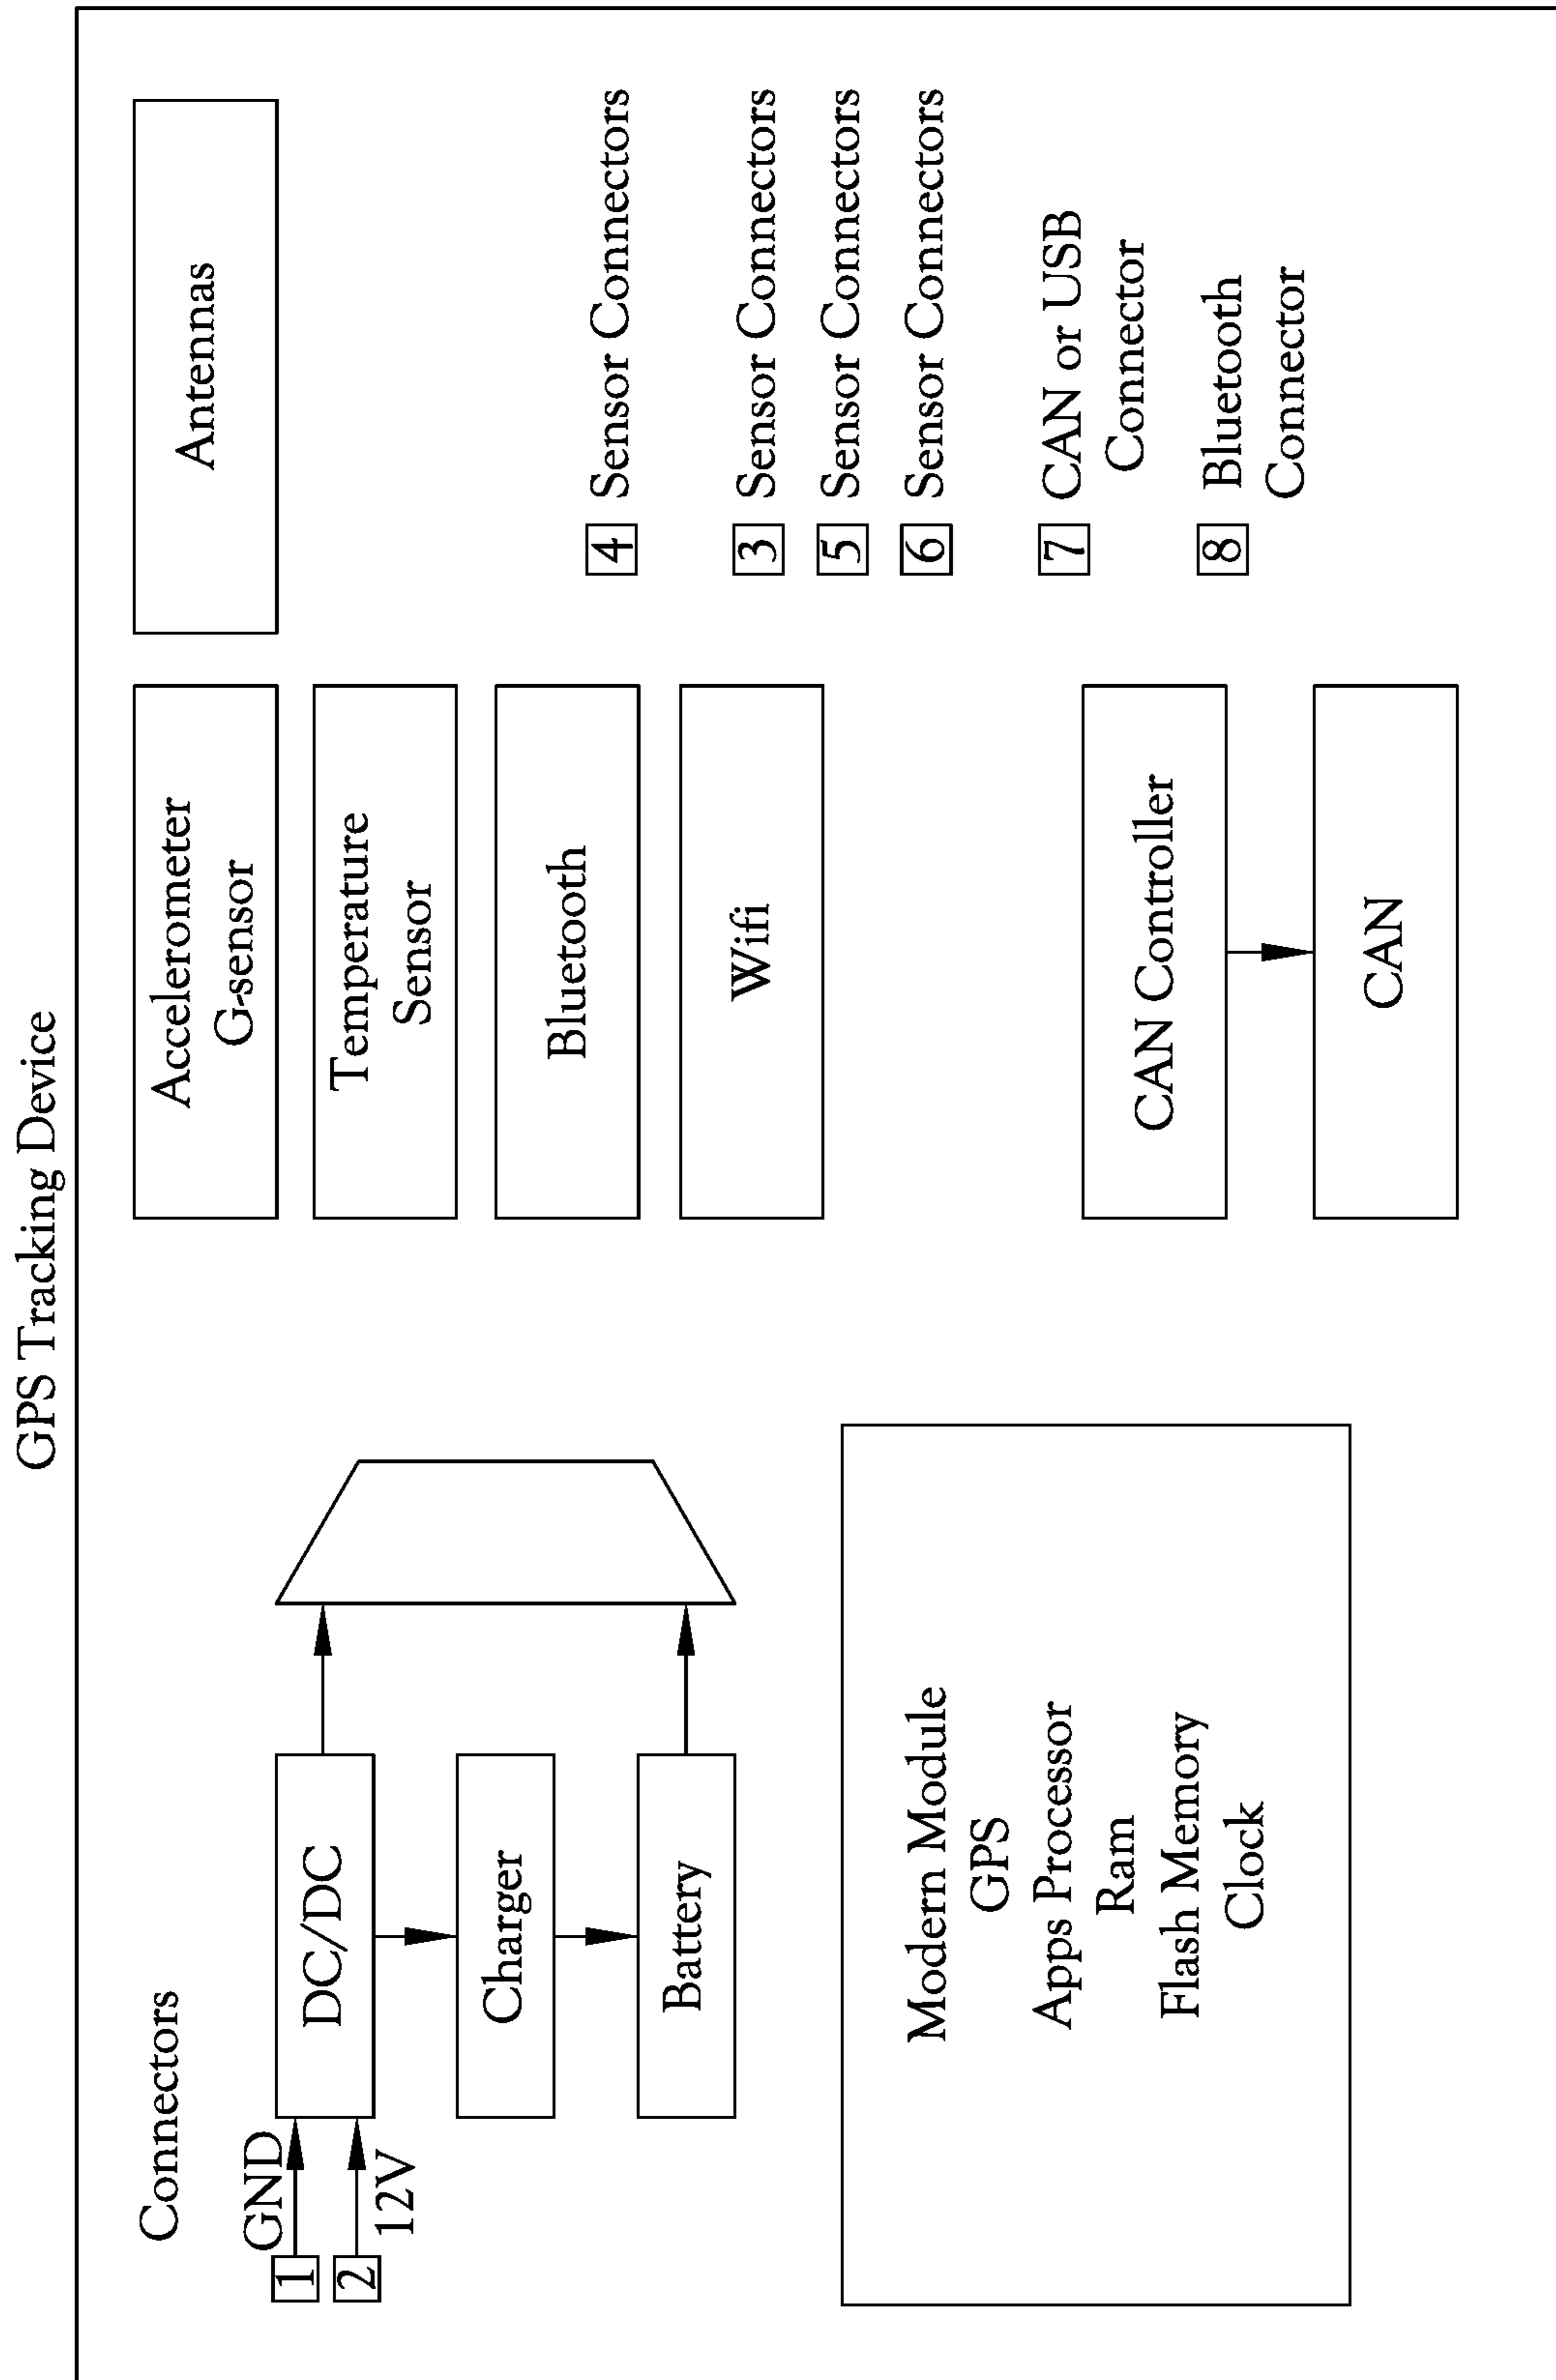 GPS Tracking Device
Connectors
1
GND
2
12V
DC/DC
Charger
Battery
Modern Module
GPS
Apps Processor
Ram
Flash Memory
Clock
Accelerometer
G-sensor
Temperature
Sensor
Bluetooth
Wifi
CAN Controller
CAN
Antennas
4 Sensor Connectors
3 Sensor Connectors
5 Sensor Connectors
6 Sensor Connectors
7 CAN or USB
Connector
8 Bluetooth
Connector